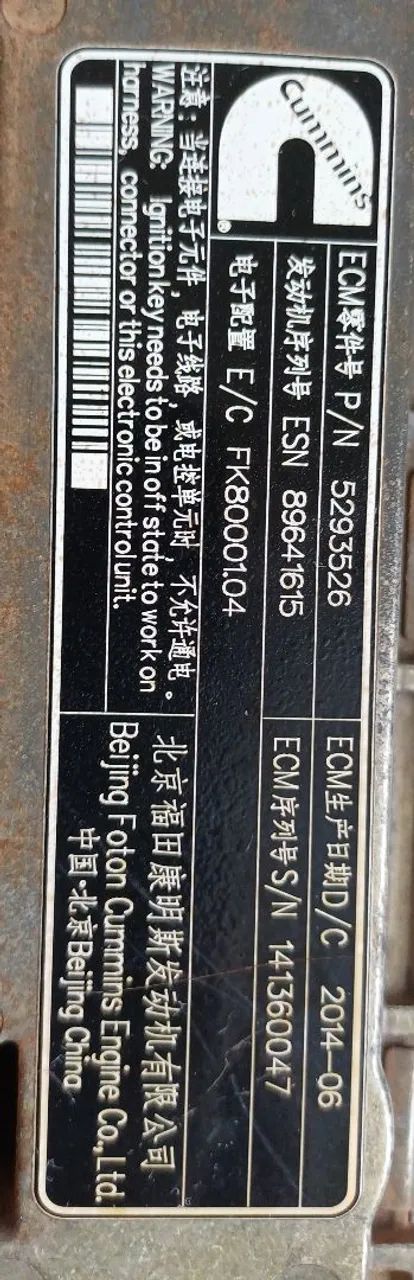 Cummins
ECM零件号 P/N 5293526
ECM生产日期D/C 2014—06
发动机序列号 ESN 89641615
ECM序列号S/N 141360047
电子配置 E/C FK80001.04
注意：当连接电子元件，电子线路，或电控单元时，不允许通电。
WARNING: Ignition key needs to be in off state to work on
harness, connector or this electronic control unit.
北京福田康明斯发动机有限公司
Beijing Foton Cummins Engine Co.,Ltd.
中国·北京Beijing China